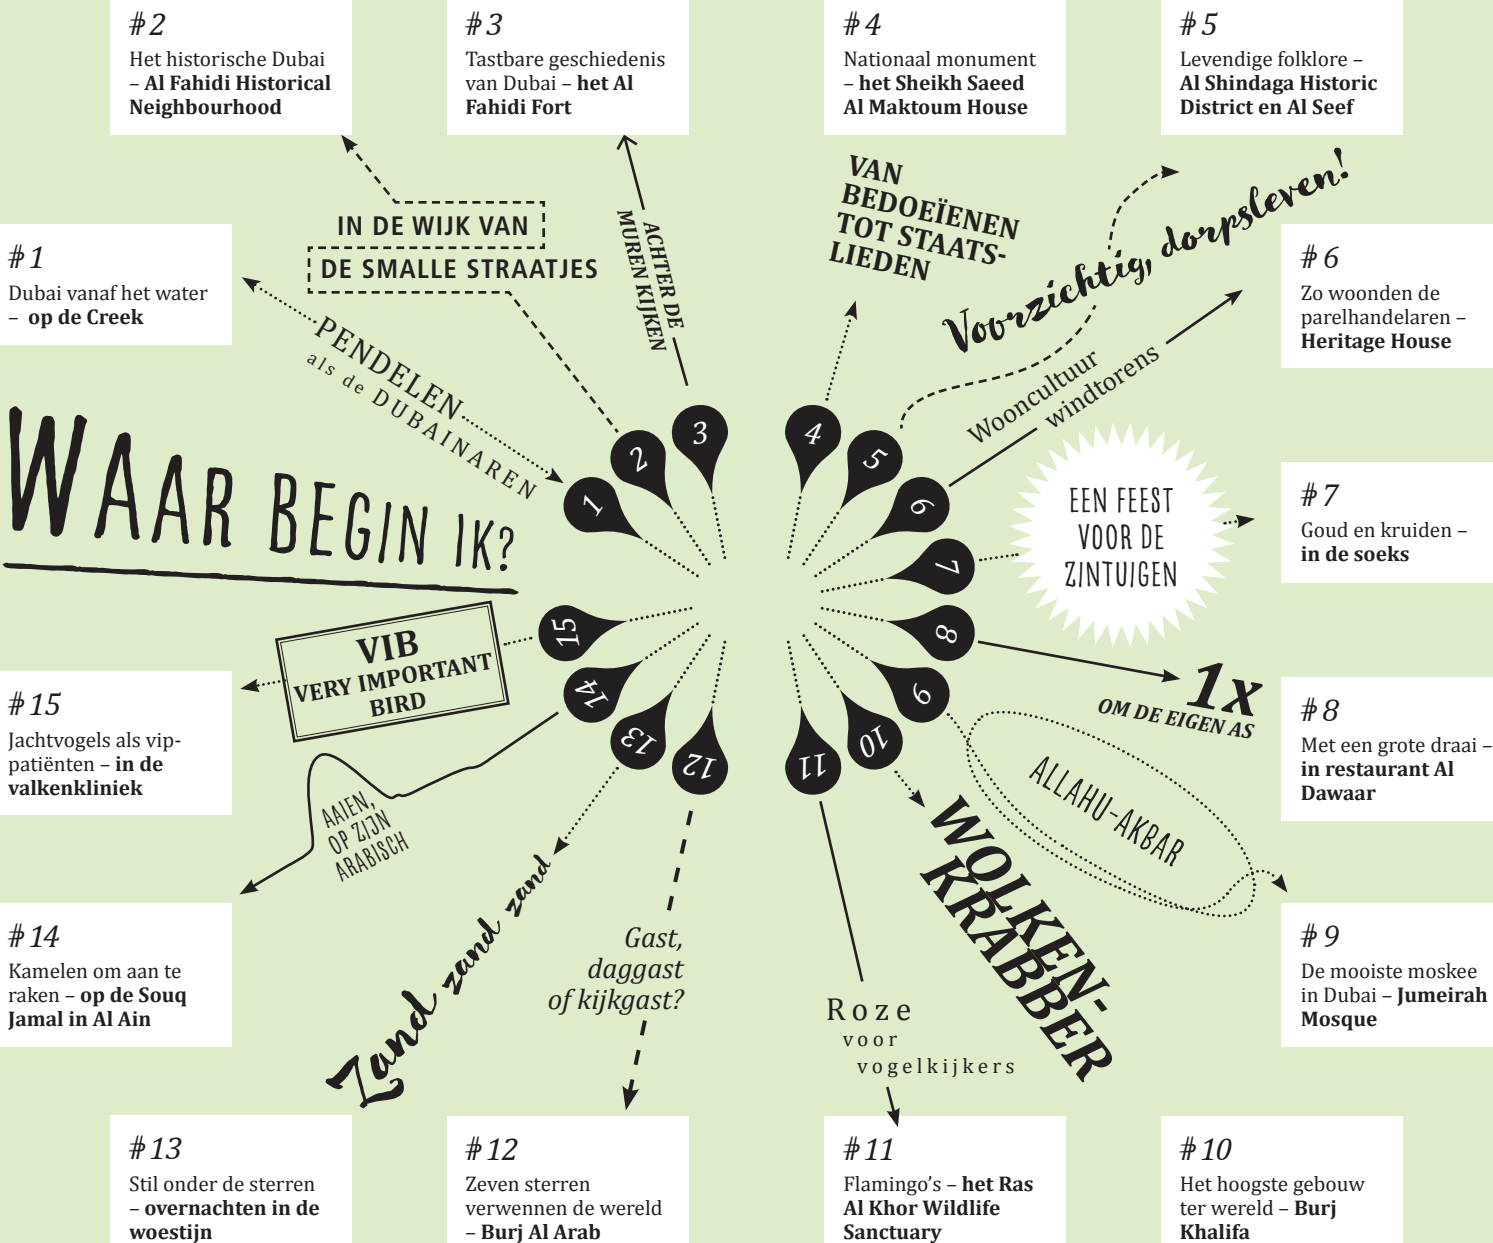 #2
Het historische Dubai
– Al Fahidi Historical
Neighbourhood
#3
Tastbare geschiedenis
van Dubai – het Al
Fahidi Fort
#4
Nationaal monument
– het Sheikh Saeed
Al Maktoum House
#5
Levendige folklore –
Al Shindaga Historic
District en Al Seef
IN DE WIJK VAN
DE SMALLE STRAATJES
ACHTER DE
MUREN KIJKEN
VAN
BEDOEÏENEN
TOT STAATS-
LIEDEN
Voorzichtig, dorpsleven!
#1
Dubai vanaf het water
– op de Creek
PENDELEN
als de DUBAINAREN
#6
Zo woonden de
parelhandelaren –
Heritage House
Wooncultuur
windtorens
WAAR BEGIN IK?
1
2
3
4
5
6
7
8
9
10
11
12
13
14
15
EEN FEEST
VOOR DE
ZINTUIGEN
#7
Goud en kruiden –
in de soeks
VIB
VERY IMPORTANT
BIRD
1x
OM DE EIGEN AS
#15
Jachtvogels als vip-
patiënten – in de
valkenkliniek
#8
Met een grote draai –
in restaurant Al
Dawaar
AAIEN,
OP ZIJN
ARABISCH
ALLAHU-AKBAR
WOLKEN-
KRABBER
Zand zand zand
Gast,
daggast
of kijkgast?
Roze
voor
vogelkijkers
#14
Kamelen om aan te
raken – op de Souq
Jamal in Al Ain
#9
De mooiste moskee
in Dubai – Jumeirah
Mosque
#13
Stil onder de sterren
– overnachten in de
woestijn
#12
Zeven sterren
verwennen de wereld
– Burj Al Arab
#11
Flamingo's – het Ras
Al Khor Wildlife
Sanctuary
#10
Het hoogste gebouw
ter wereld – Burj
Khalifa